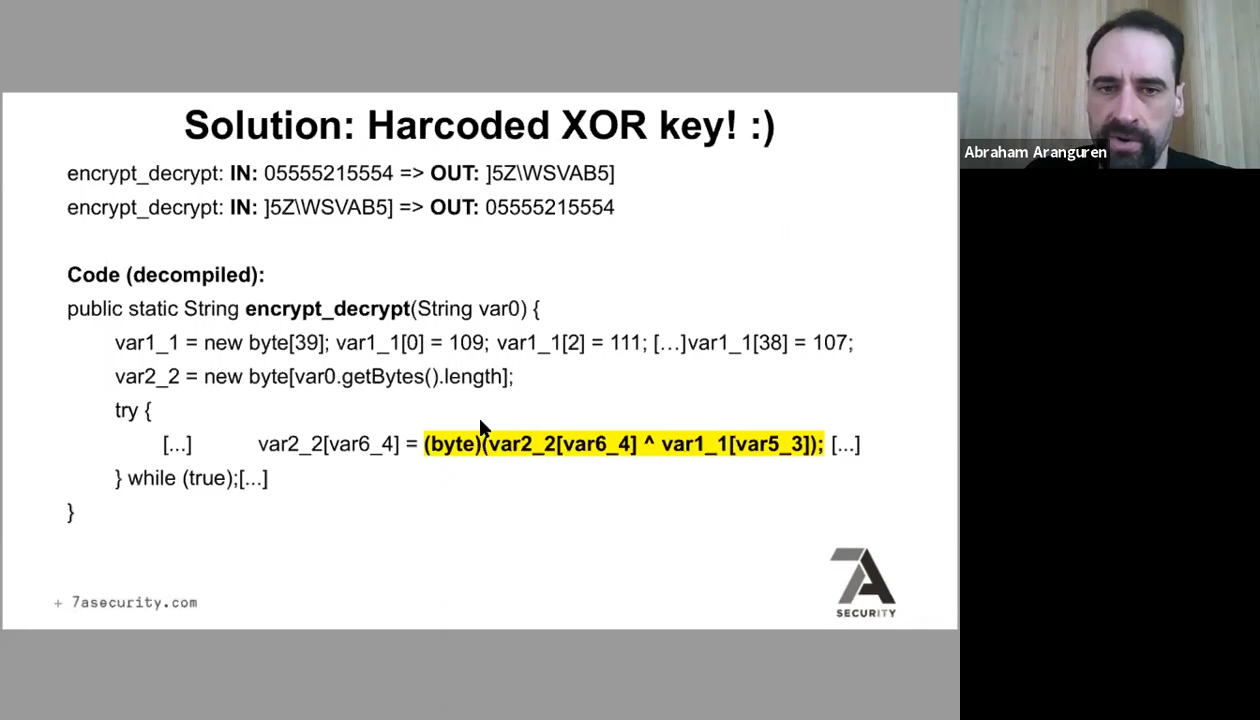 Solution: Harcoded XOR key! :)
encrypt_decrypt: IN: 05555215554 => OUT: ]5Z\WSVAB5]
encrypt_decrypt: IN: ]5Z\WSVAB5] => OUT: 05555215554
Code (decompiled):
public static String encrypt_decrypt(String var0) {
var1_1 = new byte[39]; var1_1[0] = 109; var1_1[2] = 111; […]var1_1[38] = 107;
var2_2 = new byte[var0.getBytes().length];
try {
[...] var2_2[var6_4] = (byte)(var2_2[var6_4] ^ var1_1[var5_3]); [...]
} while (true);[...]
}
+ 7asecurity.com
7A
SECURITY
Abraham Aranguren